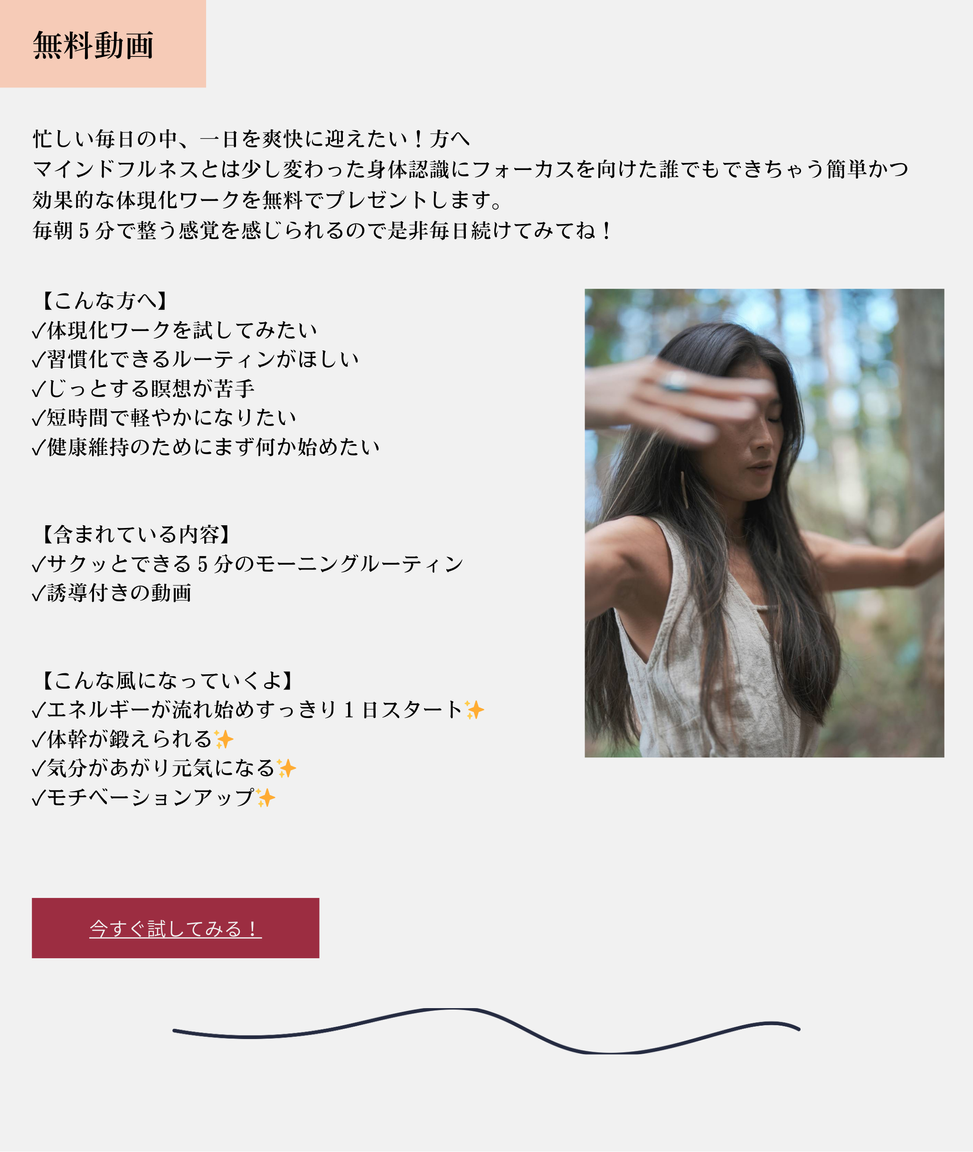 無料動画
忙しい毎日の中、一日を爽快に迎えたい！方へ
マインドフルネスとは少し変わった身体認識にフォーカスを向けた誰でもできちゃう簡単かつ
効果的な体現化ワークを無料でプレゼントします。
毎朝５分で整う感覚を感じられるので是非毎日続けてみてね！
【こんな方へ】
✓体現化ワークを試してみたい
✓習慣化できるルーティンがほしい
✓じっとする瞑想が苦手
✓短時間で軽やかになりたい
✓健康維持のためにまず何か始めたい
【含まれている内容】
✓サクッとできる５分のモーニングルーティン
✓誘導付きの動画
【こんな風になっていくよ】
✓エネルギーが流れ始めすっきり１日スタート✨
✓体幹が鍛えられる✨
✓気分があがり元気になる✨
✓モチベーションアップ✨
今すぐ試してみる！